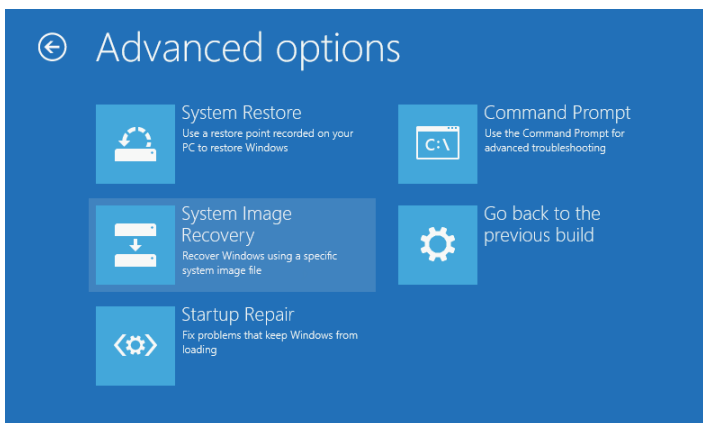 Advanced options
System Restore
Use a restore point recorded on your
PC to restore Windows
Command Prompt
Use the Command Prompt for
advanced troubleshooting
C:\
System Image
Recovery
Recover Windows using a specific
system image file
Go back to the
previous build
Startup Repair
Fix problems that keep Windows from
loading